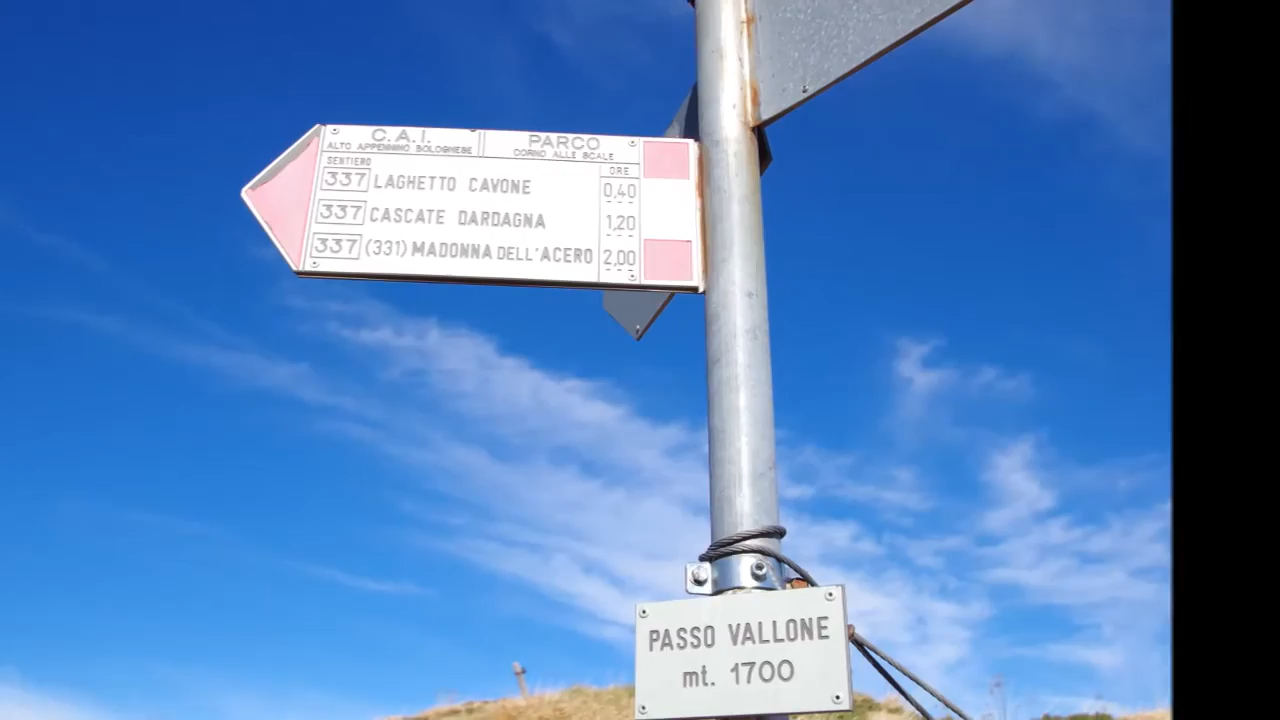 C.A.I. PARCO
ALTO APPENNINO BOLOGNESE CORNO ALLE SCALE
SENTIERO ORE
337 LAGHETTO CAVONE 0,40
337 CASCATE DARDAGNA 1,20
337 (331) MADONNA DELL'ACERO 2,00
PASSO VALLONE
mt. 1700